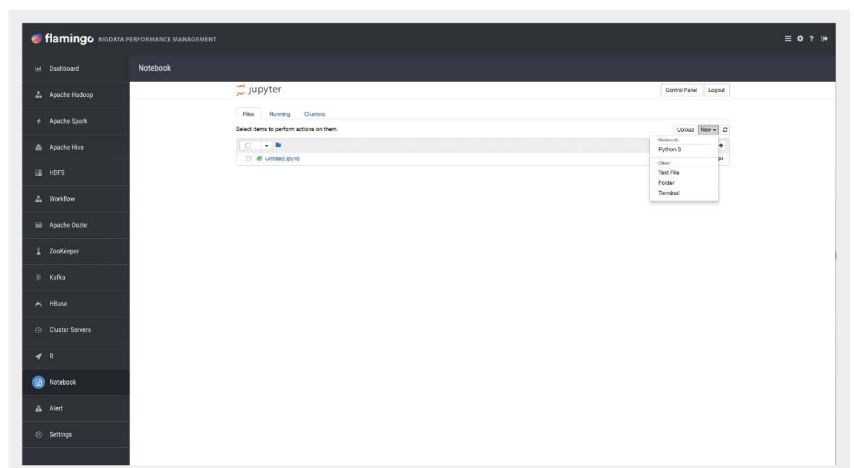 flamingo BIGDATA PERFORMANCE MANAGEMENT
Dashboard
Notebook
Apache Hadoop
Apache Spark
Apache Hive
HDFS
Workflow
Apache Oozie
ZooKeeper
Kafka
HBase
Cluster Servers
R
Notebook
Alert
Settings
Jupyter
Control Panel Logout
Files Running Clusters
Select items to perform actions on them.
Upload New
Notebook:
Python 3
Untitled.ipynb
Other:
Text File
Folder
Terminal